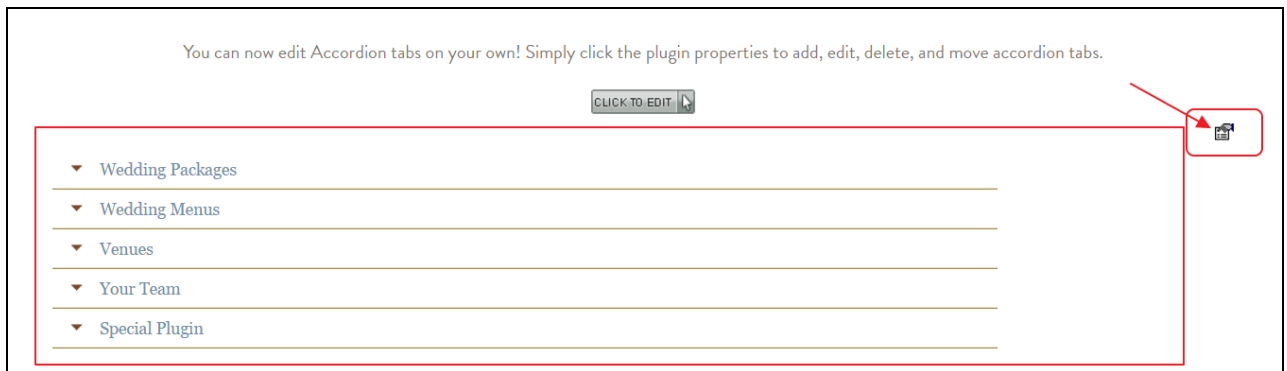 You can now edit Accordion tabs on your own! Simply click the plugin properties to add, edit, delete, and move accordion tabs.
CLICK TO EDIT
Wedding Packages
Wedding Menus
Venues
Your Team
Special Plugin